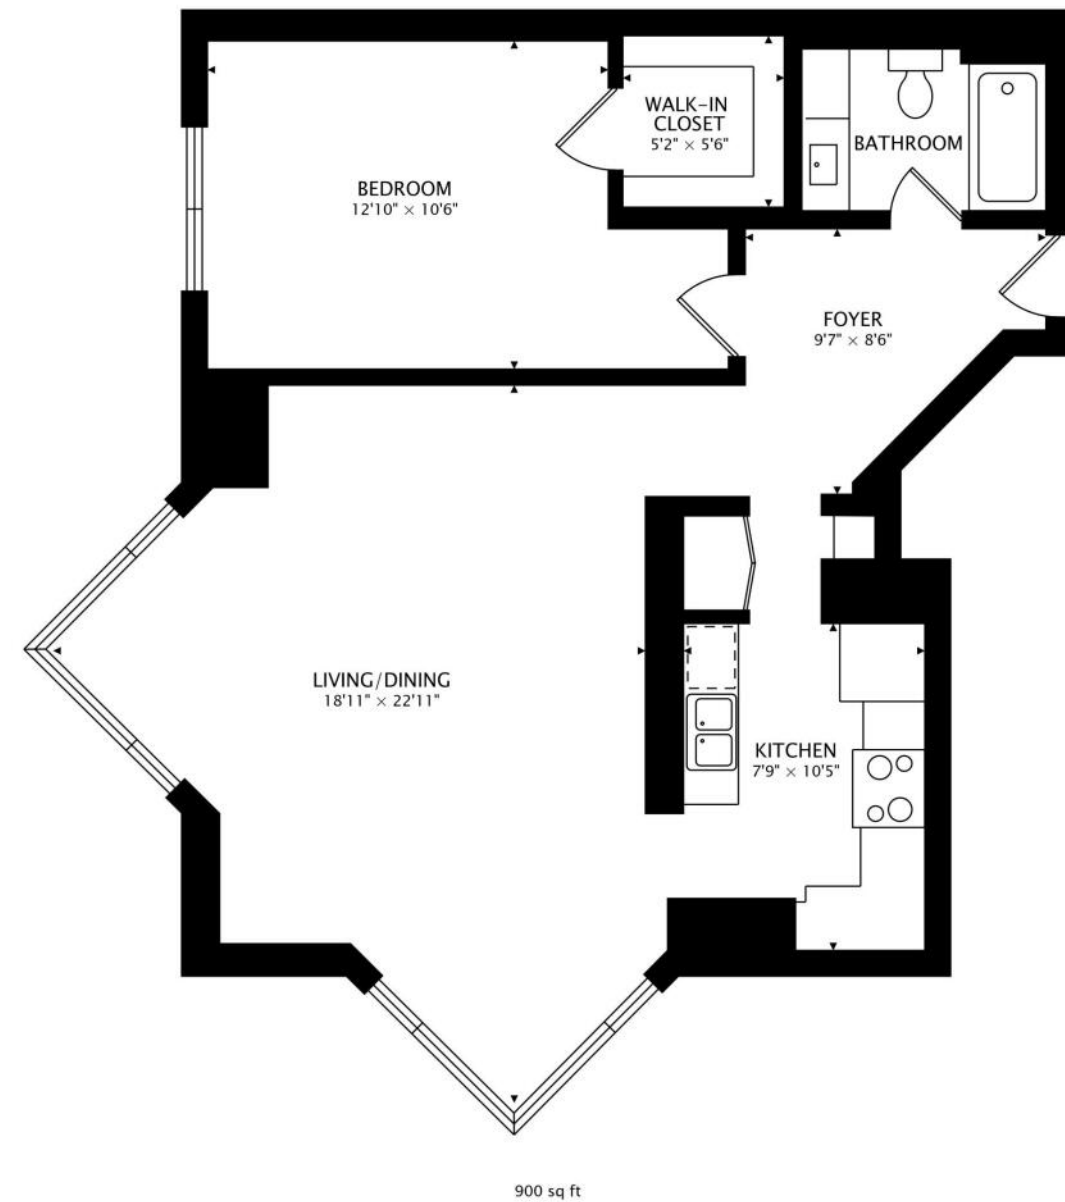 WALK-IN
CLOSET
5'2" × 5'6"
BATHROOM
BEDROOM
12'10" × 10'6"
FOYER
9'7" × 8'6"
LIVING/DINING
18'11" × 22'11"
KITCHEN
7'9" × 10'5"
900 sq ft